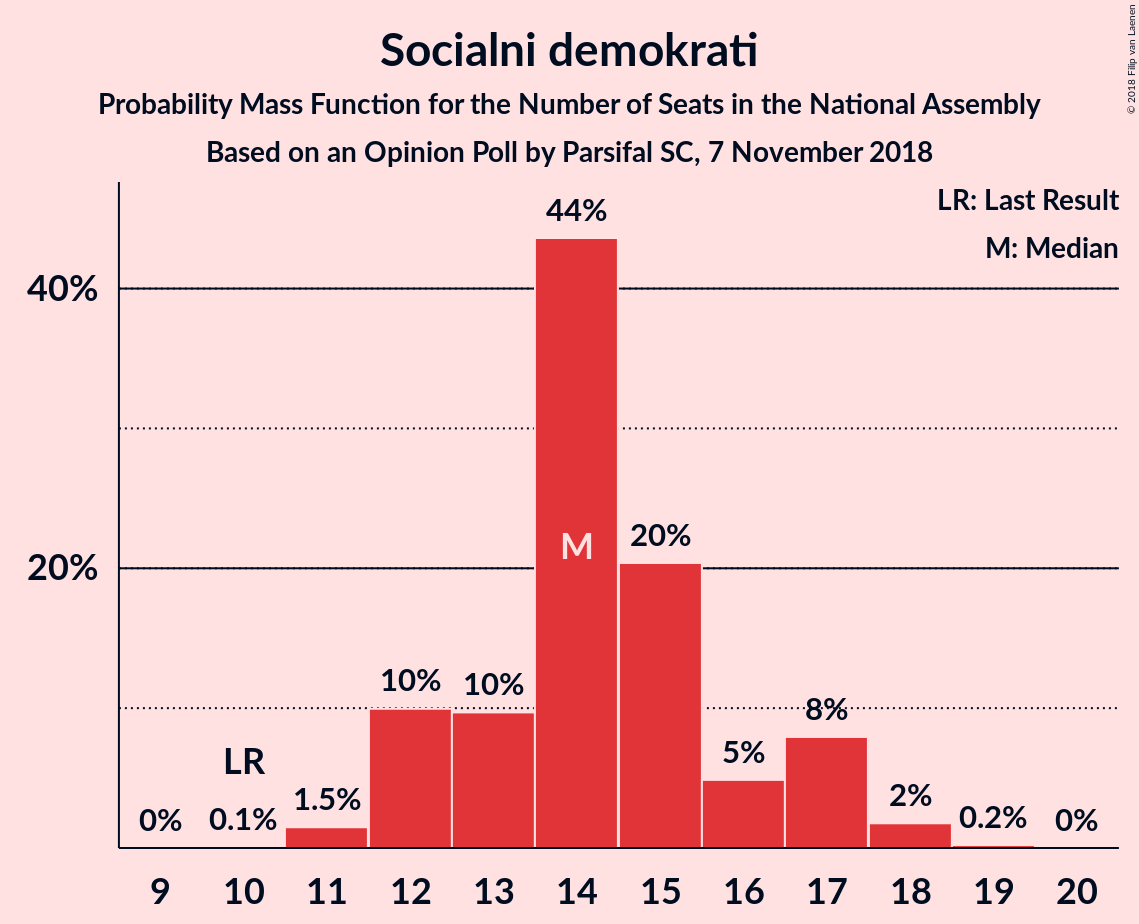 Socialni demokrati
Probability Mass Function for the Number of Seats in the National Assembly
Based on an Opinion Poll by Parsifal SC, 7 November 2018
© 2018 Filip van Laenen
LR: Last Result
M: Median
40%
20%
0%
LR
0.1%
1.5%
10%
10%
44%
M
20%
5%
8%
2%
0.2%
0%
9 10 11 12 13 14 15 16 17 18 19 20